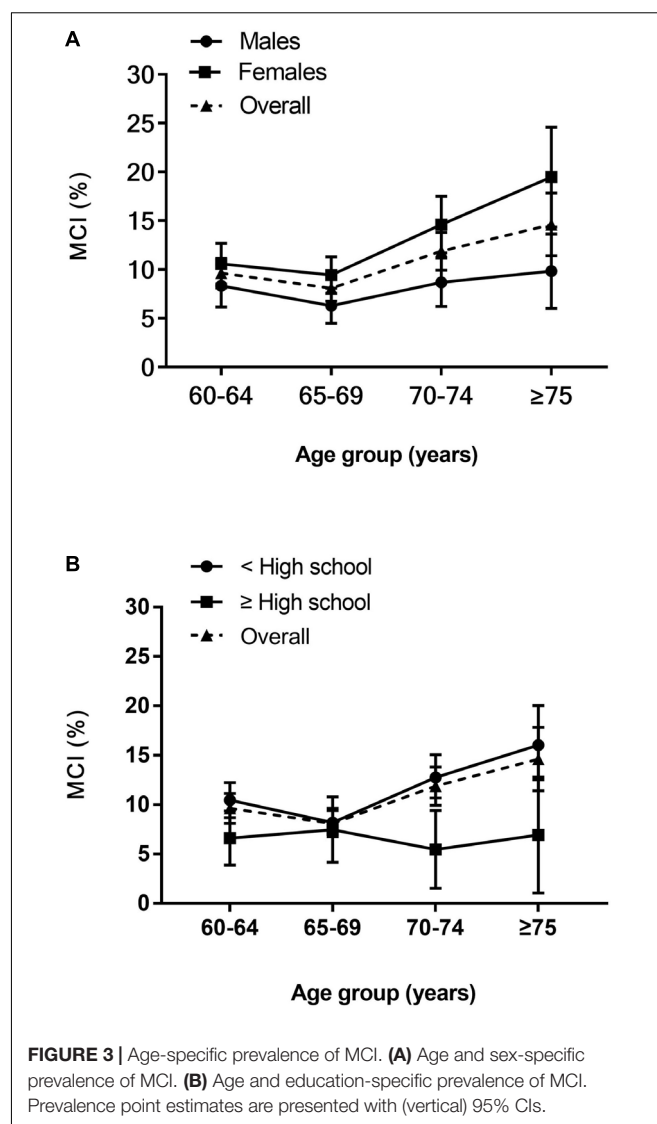 A
Males
Females
Overall
30
25
20
15
10
5
0
MCI (%)
60-64 65-69 70-74 ≥75
Age group (years)
B
< High school
≥ High school
Overall
30
25
20
15
10
5
0
MCI (%)
60-64 65-69 70-74 ≥75
Age group (years)
FIGURE 3 | Age-specific prevalence of MCI. (A) Age and sex-specific
prevalence of MCI. (B) Age and education-specific prevalence of MCI.
Prevalence point estimates are presented with (vertical) 95% CIs.